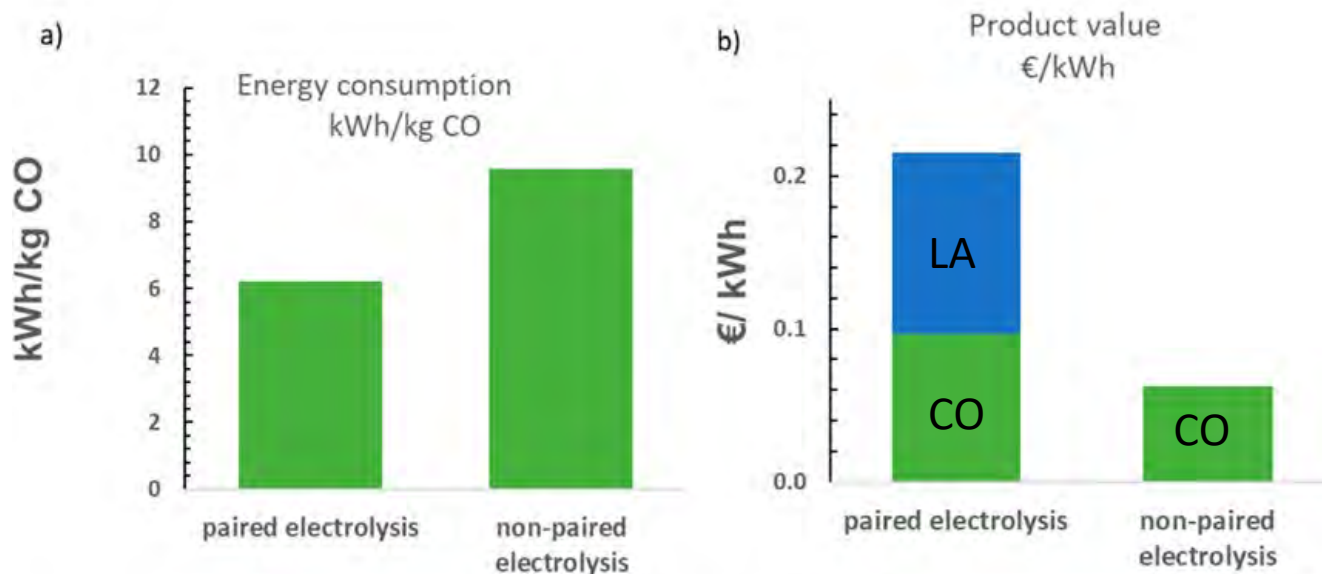 a)
Energy consumption
kWh/kg CO
kWh/kg CO
12
10
8
6
4
2
0
paired electrolysis
non-paired
electrolysis
b)
Product value
€/kWh
€/ kWh
0.2
0.1
0.0
LA
CO
CO
paired electrolysis
non-paired
electrolysis